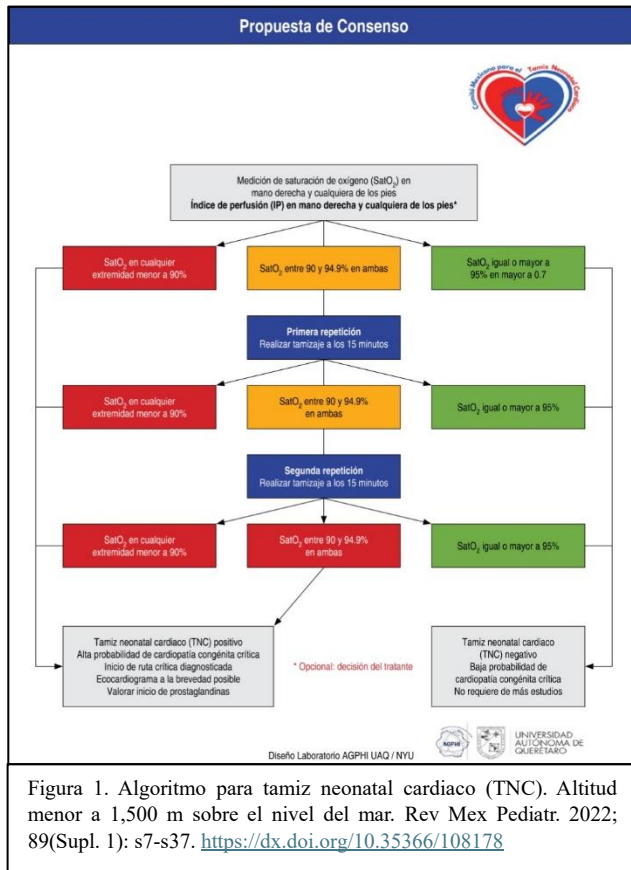 Propuesta de Consenso
Comité Mexicano para el Tamiz Neonatal Cardiaco
Medición de saturación de oxígeno (SatO₂) en
mano derecha y cualquiera de los pies
Índice de perfusión (IP) en mano derecha y cualquiera de los pies*
SatO₂ en cualquier
extremidad menor a 90%
SatO₂ entre 90 y 94.9% en ambas
SatO₂ igual o mayor a
95% en mayor a 0.7
Primera repetición
Realizar tamizaje a los 15 minutos
SatO₂ en cualquier
extremidad menor a 90%
SatO₂ entre 90 y 94.9%
en ambas
SatO₂ igual o mayor a 95%
Segunda repetición
Realizar tamizaje a los 15 minutos
SatO₂ en cualquier
extremidad menor a 90%
SatO₂ entre 90 y 94.9%
en ambas
SatO₂ igual o mayor a 95%
Tamiz neonatal cardiaco (TNC) positivo
Alta probabilidad de cardiopatía congénita crítica
Inicio de ruta crítica diagnosticada
Ecocardiograma a la brevedad posible
Valorar inicio de prostaglandinas
* Opcional: decisión del tratante
Tamiz neonatal cardiaco
(TNC) negativo
Baja probabilidad de
cardiopatía congénita crítica
No requiere de más estudios
Diseño Laboratorio AGPHI UAQ / NYU
AGPHI
UNIVERSIDAD
AUTÓNOMA DE
QUERÉTARO
Figura 1. Algoritmo para tamiz neonatal cardiaco (TNC). Altitud
menor a 1,500 m sobre el nivel del mar. Rev Mex Pediatr. 2022;
89(Supl. 1): s7-s37. https://dx.doi.org/10.35366/108178